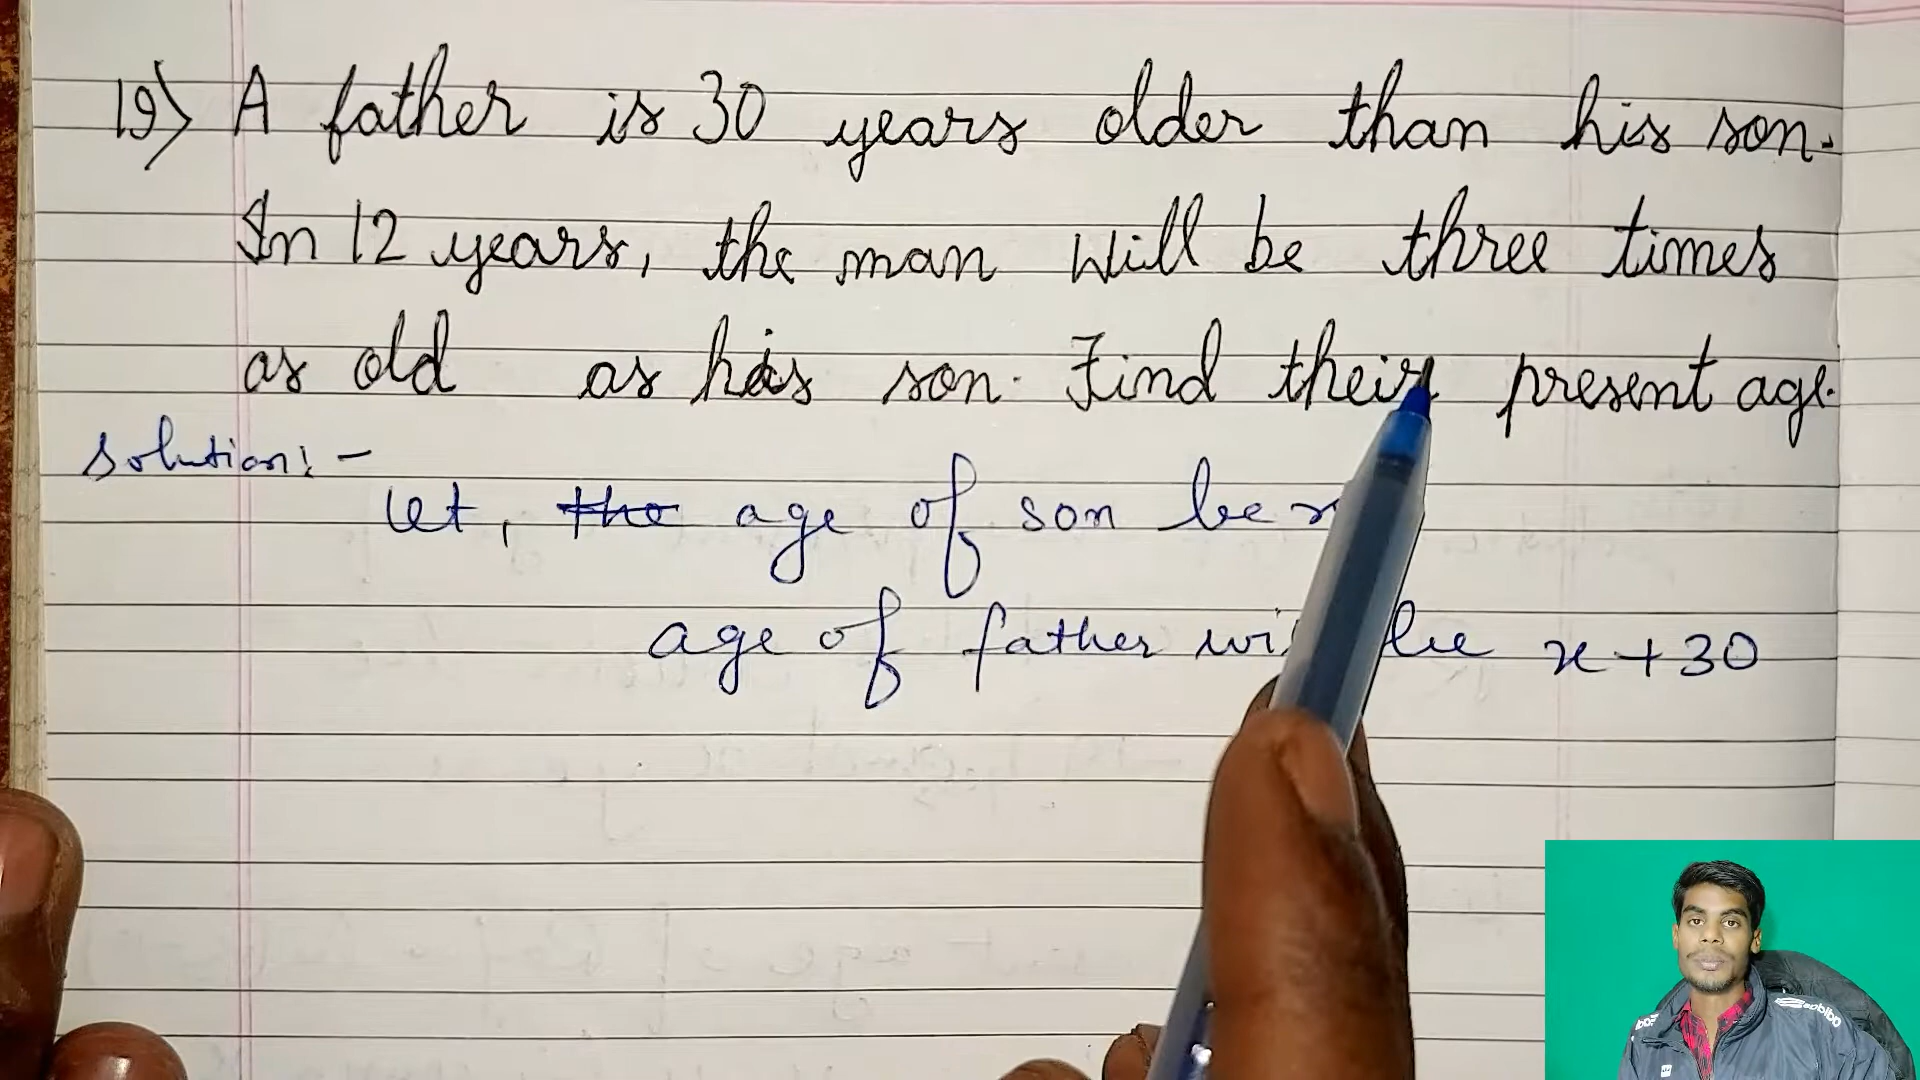 19) A father is 30 years older than his son.
In 12 years, the man will be three times
as old as his son. Find their present age.
Solution:-
let, the age of son be x
age of father be x + 30